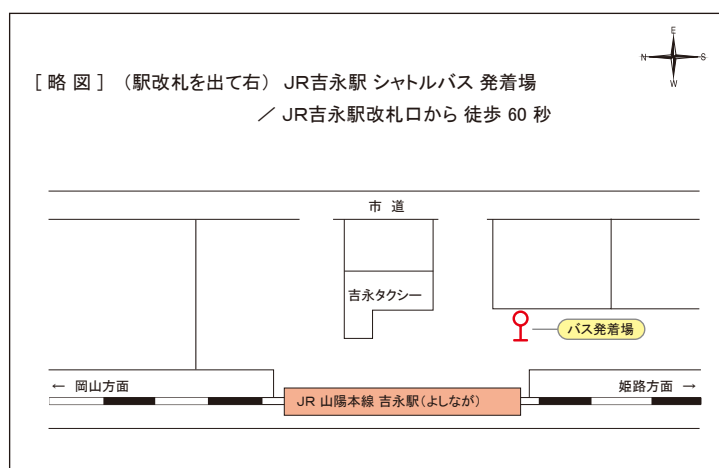 E
N S
W
[ 略 図 ] （駅改札を出て右） JR吉永駅 シャトルバス 発着場
／ JR吉永駅改札口から 徒歩 60 秒
市 道
吉永タクシー
バス発着場
← 岡山方面
姫路方面 →
JR 山陽本線 吉永駅（よしなが）